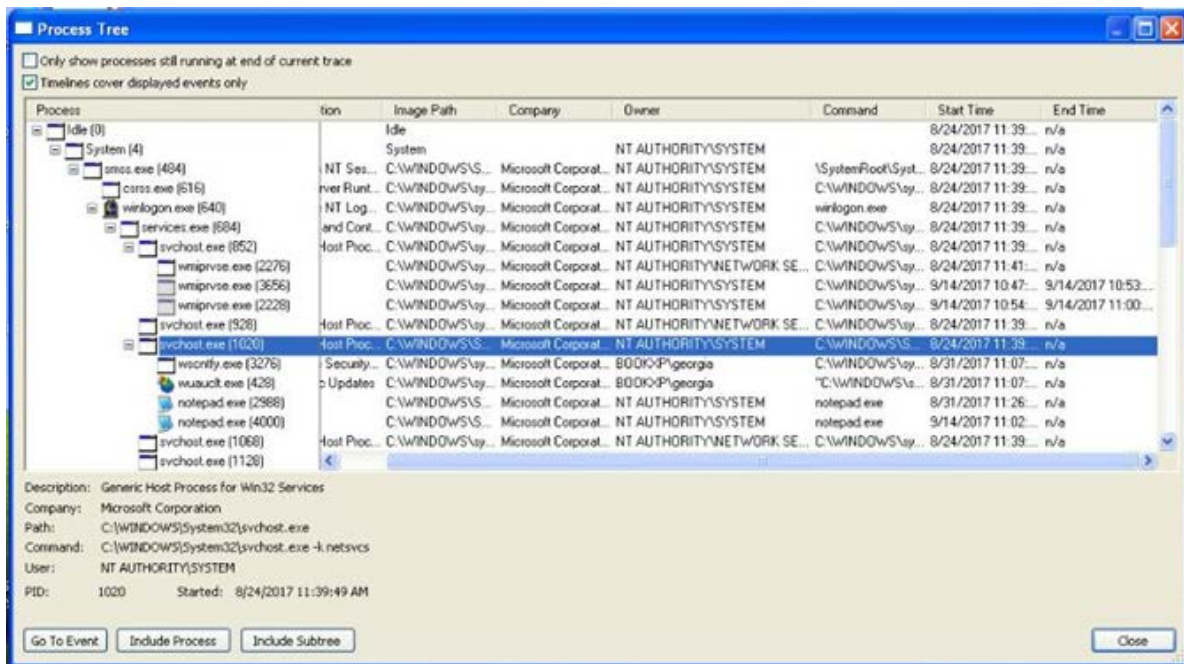 Process Tree
Only show processes still running at end of current trace
Timelines cover displayed events only
Process tion Image Path Company Owner Command Start Time End Time
Idle (0) Idle 8/24/2017 11:39:... n/a
System (4) System NT AUTHORITY\SYSTEM 8/24/2017 11:39:... n/a
smss.exe (484) NT Ses... C:\WINDOWS\S... Microsoft Corporat... NT AUTHORITY\SYSTEM \SystemRoot\Syst... 8/24/2017 11:39:... n/a
csrss.exe (616) rver Runt... C:\WINDOWS\sy... Microsoft Corporat... NT AUTHORITY\SYSTEM C:\WINDOWS\sy... 8/24/2017 11:39:... n/a
winlogon.exe (640) NT Log... C:\WINDOWS\sy... Microsoft Corporat... NT AUTHORITY\SYSTEM winlogon.exe 8/24/2017 11:39:... n/a
services.exe (684) and Cont... C:\WINDOWS\sy... Microsoft Corporat... NT AUTHORITY\SYSTEM C:\WINDOWS\sy... 8/24/2017 11:39:... n/a
svchost.exe (852) Host Proc... C:\WINDOWS\sy... Microsoft Corporat... NT AUTHORITY\SYSTEM C:\WINDOWS\sy... 8/24/2017 11:39:... n/a
wmiprvse.exe (2276) C:\WINDOWS\sy... Microsoft Corporat... NT AUTHORITY\NETWORK SE... C:\WINDOWS\sy... 8/24/2017 11:41:... n/a
wmiprvse.exe (3656) C:\WINDOWS\sy... Microsoft Corporat... NT AUTHORITY\SYSTEM C:\WINDOWS\sy... 9/14/2017 10:47:... 9/14/2017 10:53:...
wmiprvse.exe (2228) C:\WINDOWS\sy... Microsoft Corporat... NT AUTHORITY\SYSTEM C:\WINDOWS\sy... 9/14/2017 10:54:... 9/14/2017 11:00:...
svchost.exe (928) Host Proc... C:\WINDOWS\sy... Microsoft Corporat... NT AUTHORITY\NETWORK SE... C:\WINDOWS\sy... 8/24/2017 11:39:... n/a
svchost.exe (1020) Host Proc... C:\WINDOWS\S... Microsoft Corporat... NT AUTHORITY\SYSTEM C:\WINDOWS\S... 8/24/2017 11:39:... n/a
wscntfy.exe (3276) Security... C:\WINDOWS\sy... Microsoft Corporat... BOOKXP\georgia C:\WINDOWS\sy... 8/31/2017 11:07:... n/a
wuauclt.exe (428) Updates C:\WINDOWS\sy... Microsoft Corporat... BOOKXP\georgia "C:\WINDOWS\s... 8/31/2017 11:07:... n/a
notepad.exe (2988) C:\WINDOWS\S... Microsoft Corporat... NT AUTHORITY\SYSTEM notepad.exe 8/31/2017 11:26:... n/a
notepad.exe (4000) C:\WINDOWS\S... Microsoft Corporat... NT AUTHORITY\SYSTEM notepad.exe 9/14/2017 11:02:... n/a
svchost.exe (1068) Host Proc... C:\WINDOWS\sy... Microsoft Corporat... NT AUTHORITY\NETWORK SE... C:\WINDOWS\sy... 8/24/2017 11:39:... n/a
svchost.exe (1128)
Description: Generic Host Process for Win32 Services
Company: Microsoft Corporation
Path: C:\WINDOWS\System32\svchost.exe
Command: C:\WINDOWS\System32\svchost.exe -k netsvcs
User: NT AUTHORITY\SYSTEM
PID: 1020 Started: 8/24/2017 11:39:49 AM
Go To Event Include Process Include Subtree Close